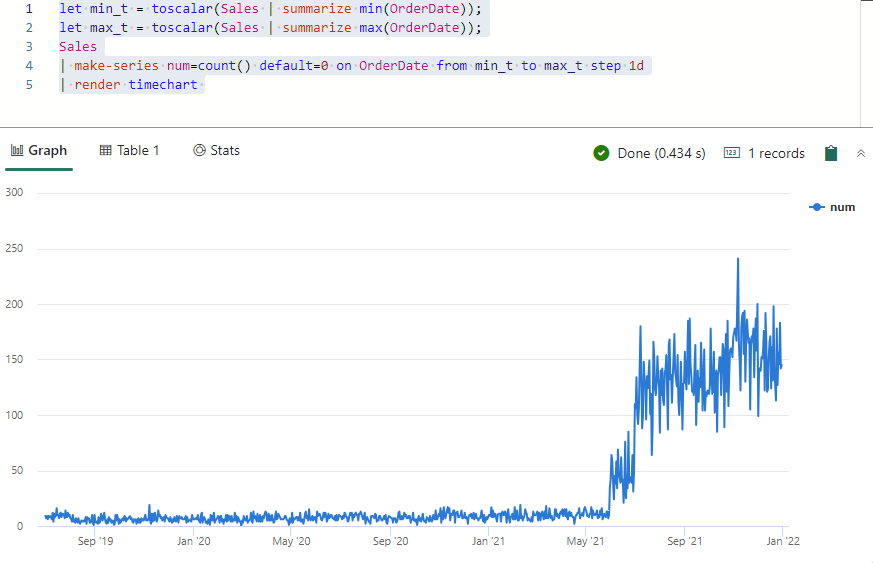 1 let min_t = toscalar(Sales | summarize min(OrderDate));
2 let max_t = toscalar(Sales | summarize max(OrderDate));
3 Sales
4 | make-series num=count() default=0 on OrderDate from min_t to max_t step 1d
5 | render timechart
Graph Table 1 Stats Done (0.434 s) 123 1 records
300
num
250
200
150
100
50
0
Sep '19 Jan '20 May '20 Sep '20 Jan '21 May '21 Sep '21 Jan '22